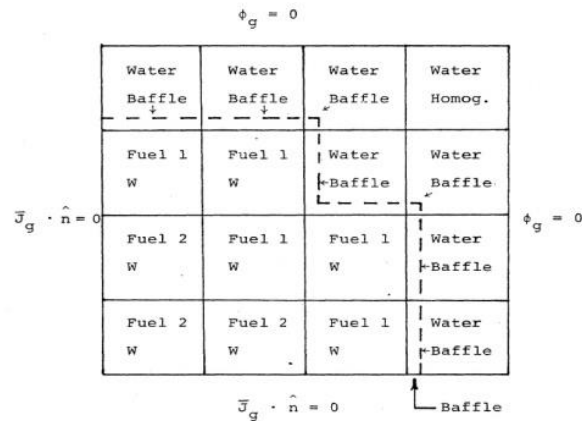 ϕg = 0
Water Water Water Water
Baffle Baffle Baffle Homog.
Fuel 1 Fuel 1 Water Water
W W Baffle Baffle
J̅g · n̂ = 0 ϕg = 0
Fuel 2 Fuel 1 Fuel 1 Water
W W W Baffle
Fuel 2 Fuel 2 Fuel 1 Water
W W W Baffle
J̅g · n̂ = 0 Baffle